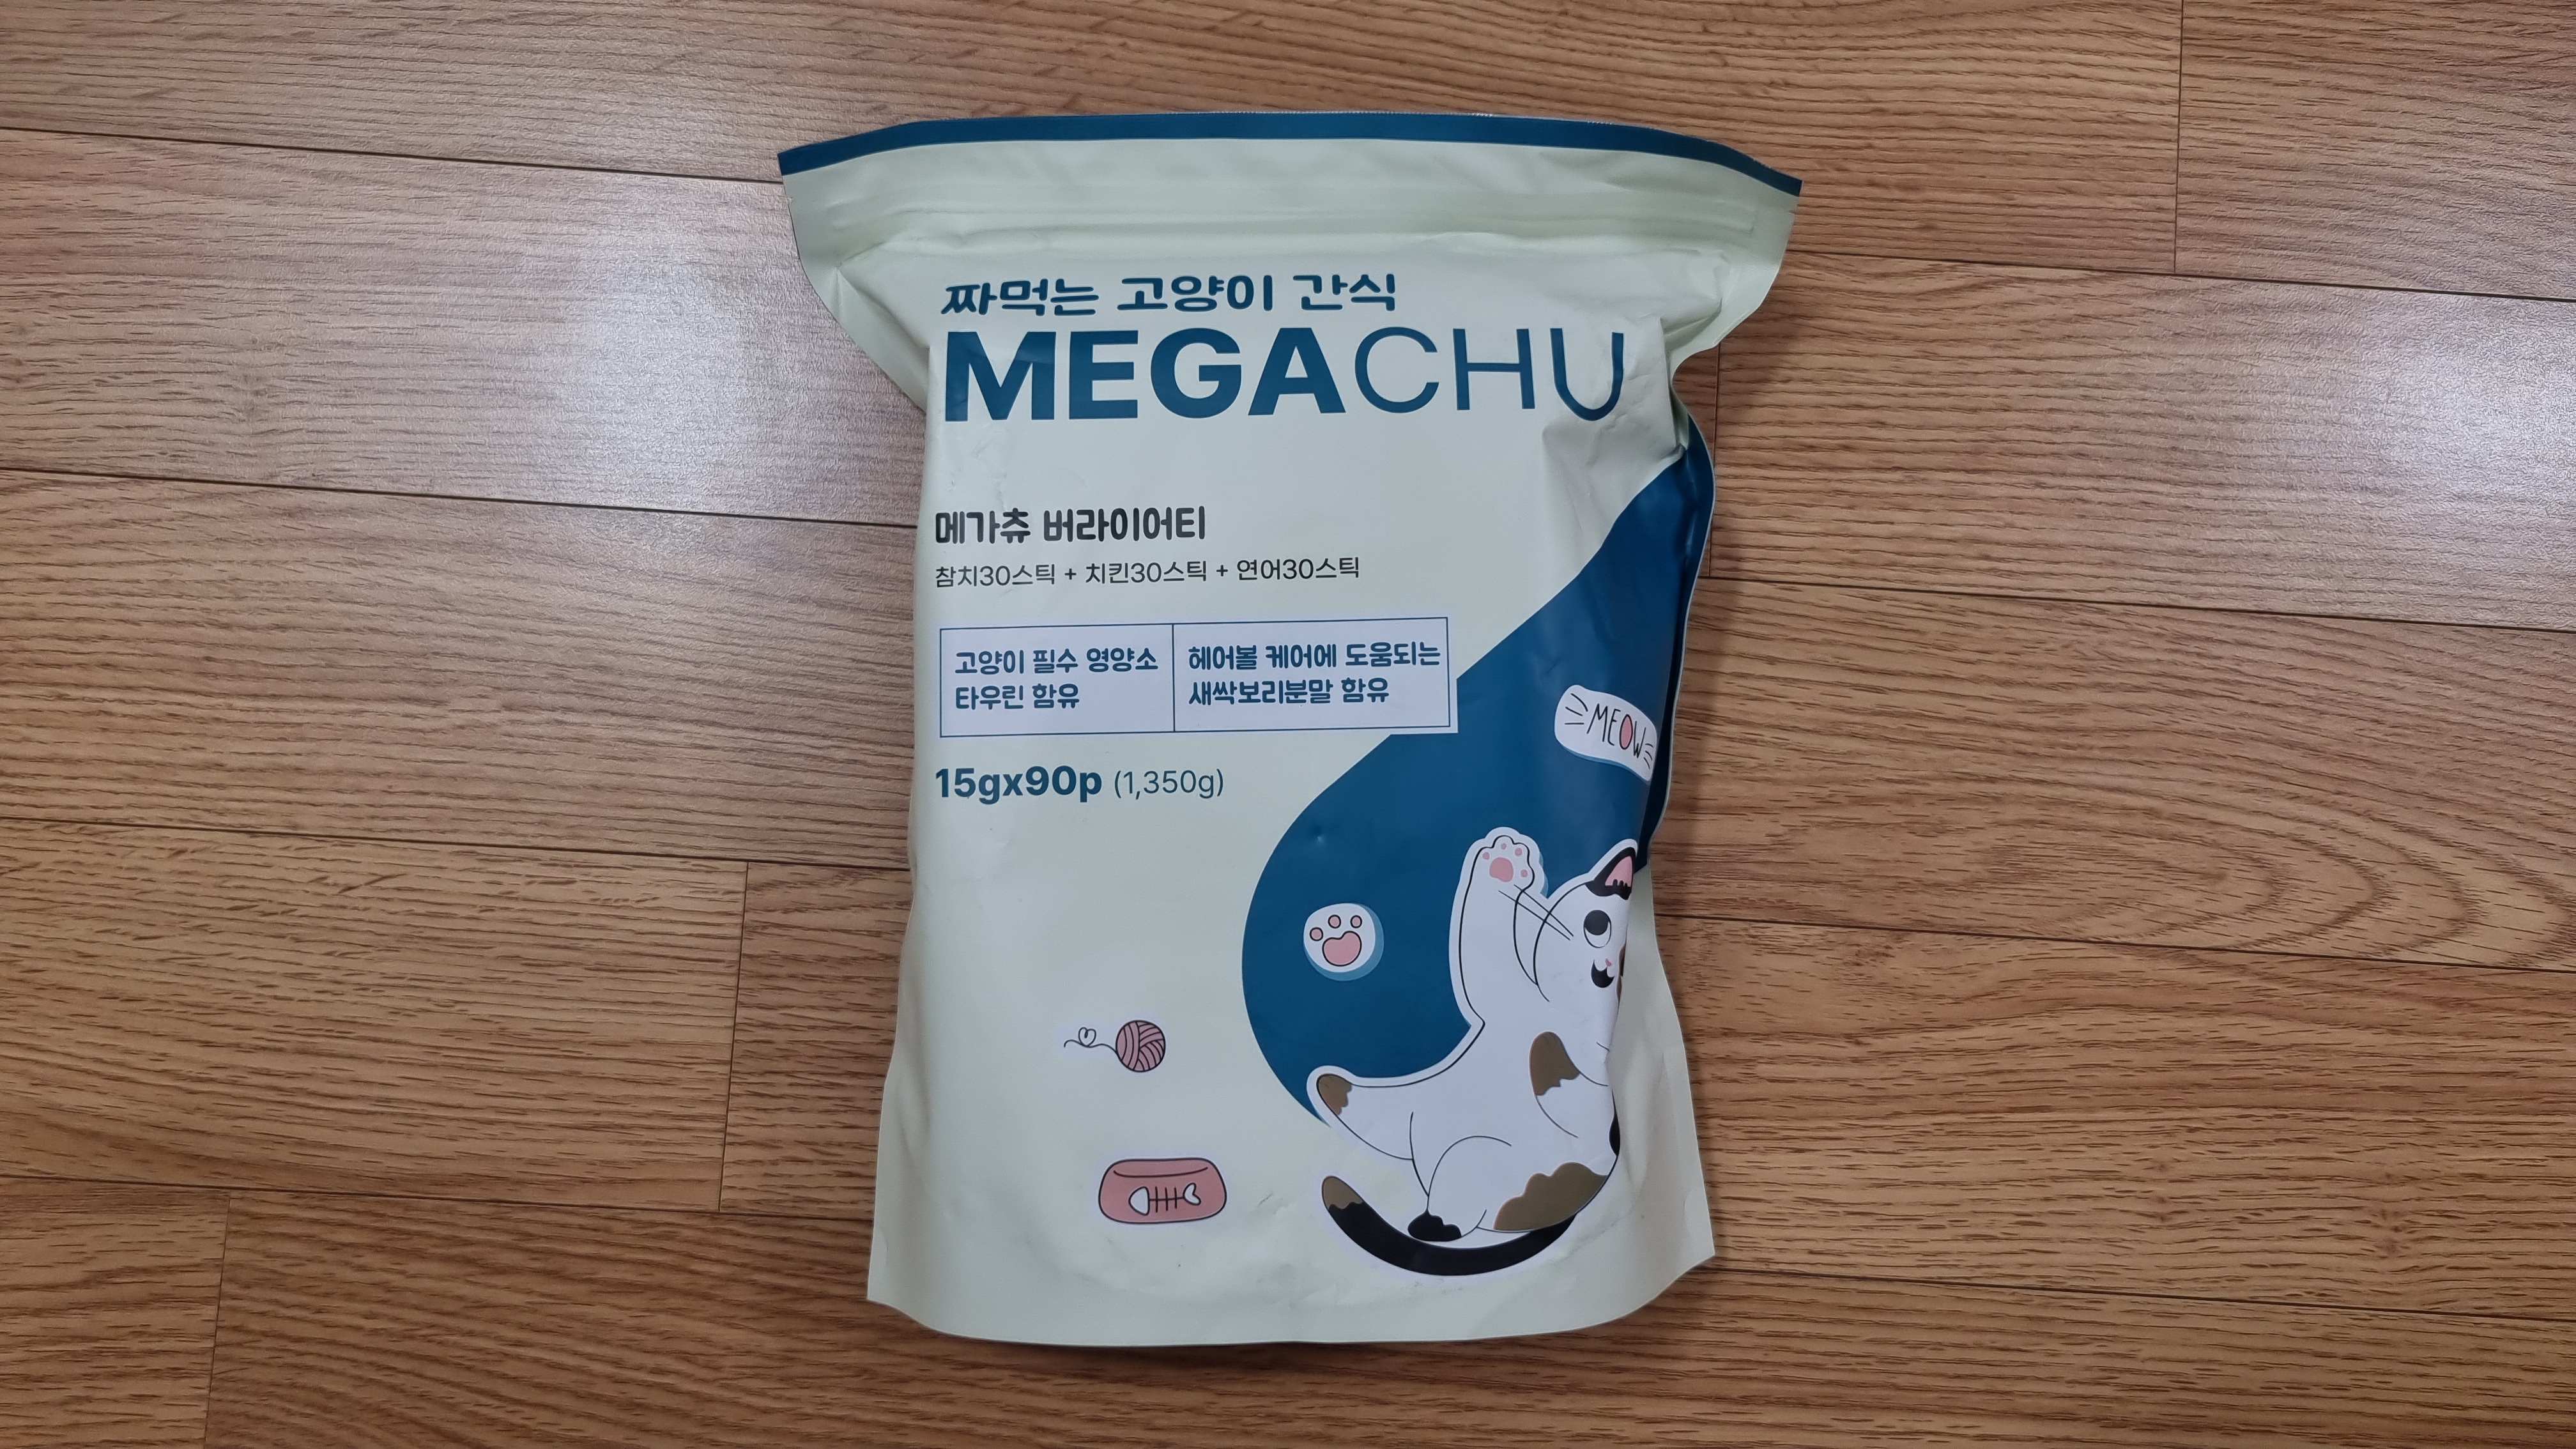 짜먹는 고양이 간식
MEGACHU
메가츄 버라이어티
참치30스틱 + 치킨30스틱 + 연어30스틱
고양이 필수 영양소
타우린 함유
헤어볼 케어에 도움되는
새싹보리분말 함유
15gx90p (1,350g)
MEOW